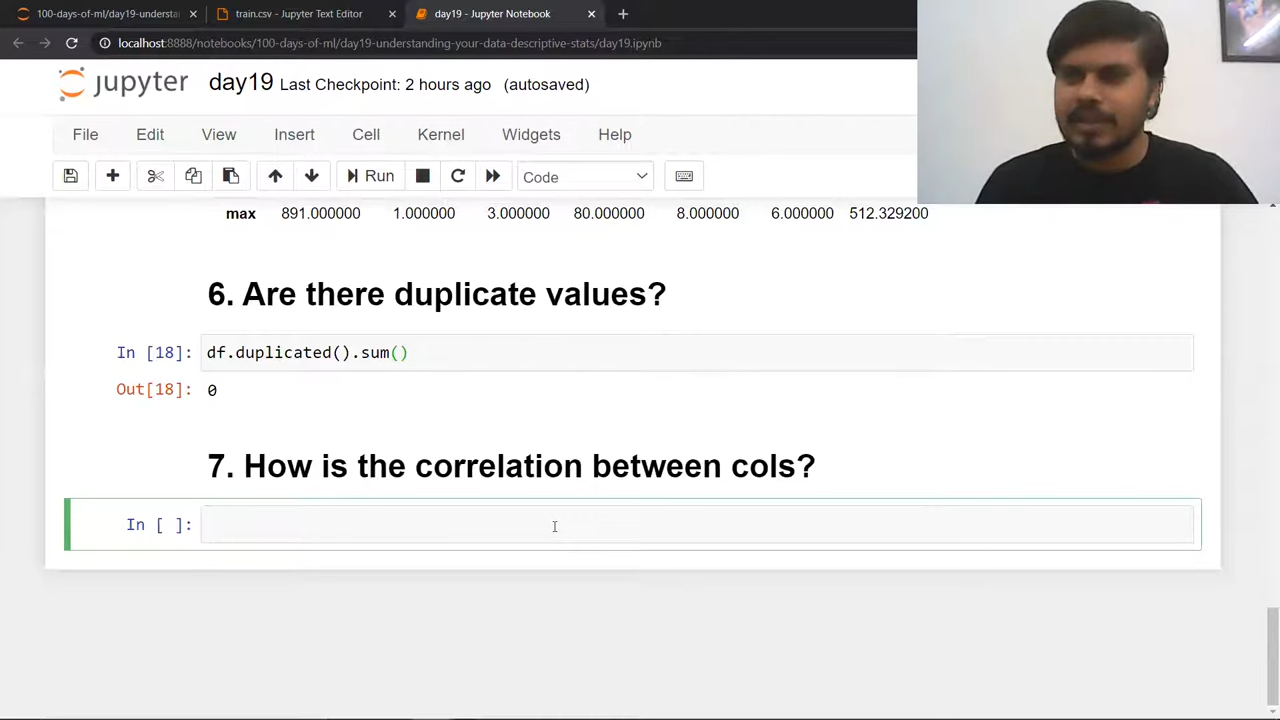 100-days-of-ml/day19-understa
train.csv - Jupyter Text Editor
day19 - Jupyter Notebook
localhost:8888/notebooks/100-days-of-ml/day19-understanding-your-data-descriptive-stats/day19.ipynb
jupyter day19 Last Checkpoint: 2 hours ago (autosaved)
File Edit View Insert Cell Kernel Widgets Help
Run Code
max 891.000000 1.000000 3.000000 80.000000 8.000000 6.000000 512.329200
6. Are there duplicate values?
In [18]: df.duplicated().sum()
Out[18]: 0
7. How is the correlation between cols?
In [ ]: